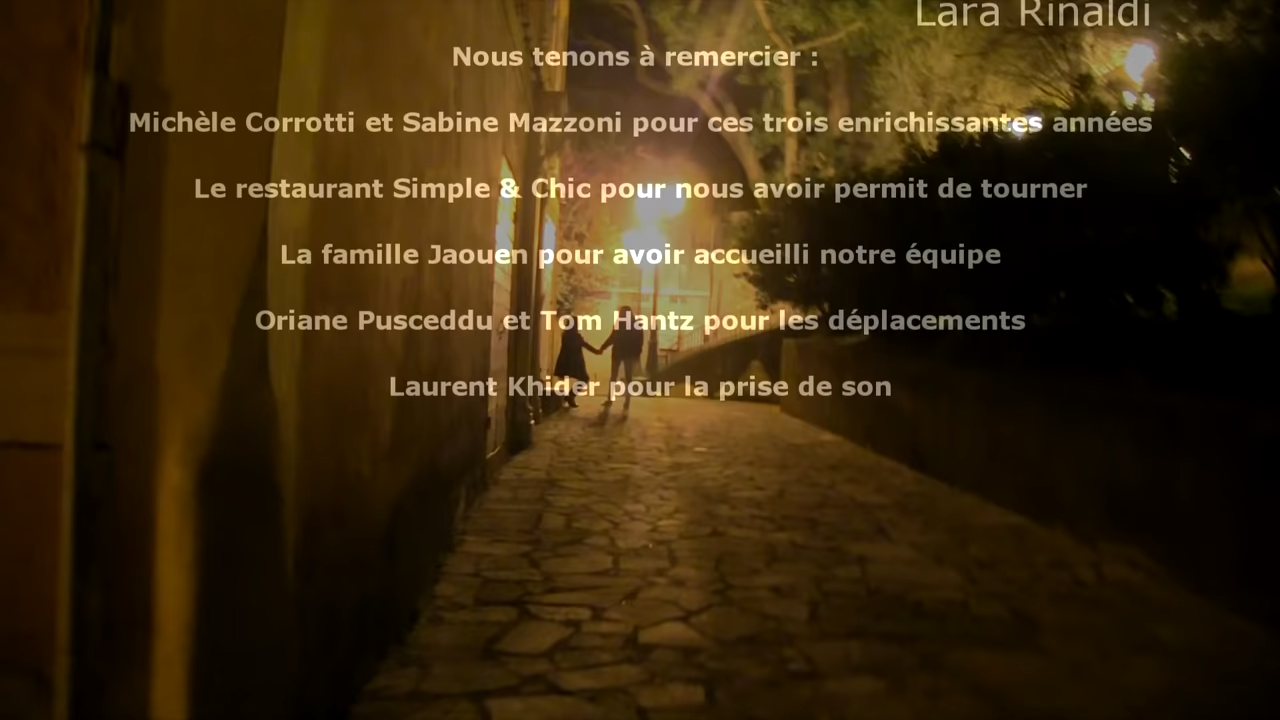 Lara Rinaldi
Nous tenons à remercier :
Michèle Corrotti et Sabine Mazzoni pour ces trois enrichissantes années
Le restaurant Simple & Chic pour nous avoir permit de tourner
La famille Jaouen pour avoir accueilli notre équipe
Oriane Pusceddu et Tom Hantz pour les déplacements
Laurent Khider pour la prise de son